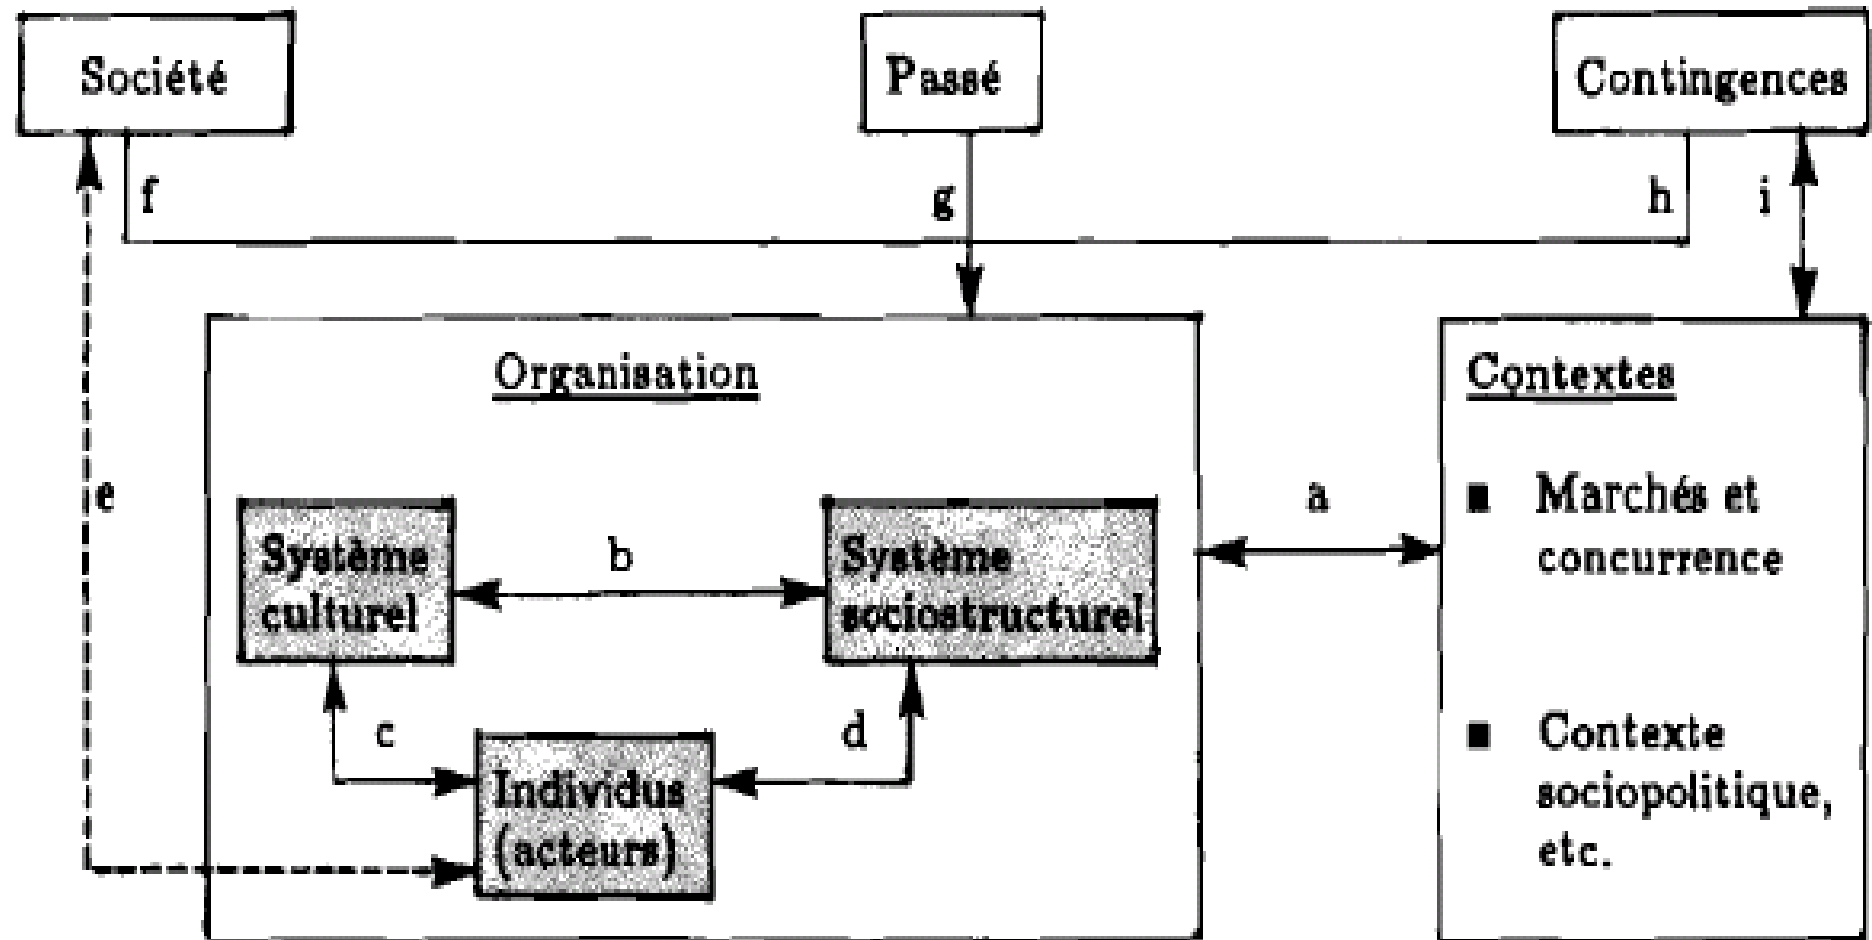 Société
Passé
Contingences
f
g
h
i
Organisation
Contextes
e
a
Marchés et
concurrence
Système
culturel
b
Système
sociostructurel
c
d
Individus
(acteurs)
Contexte
sociopolitique,
etc.